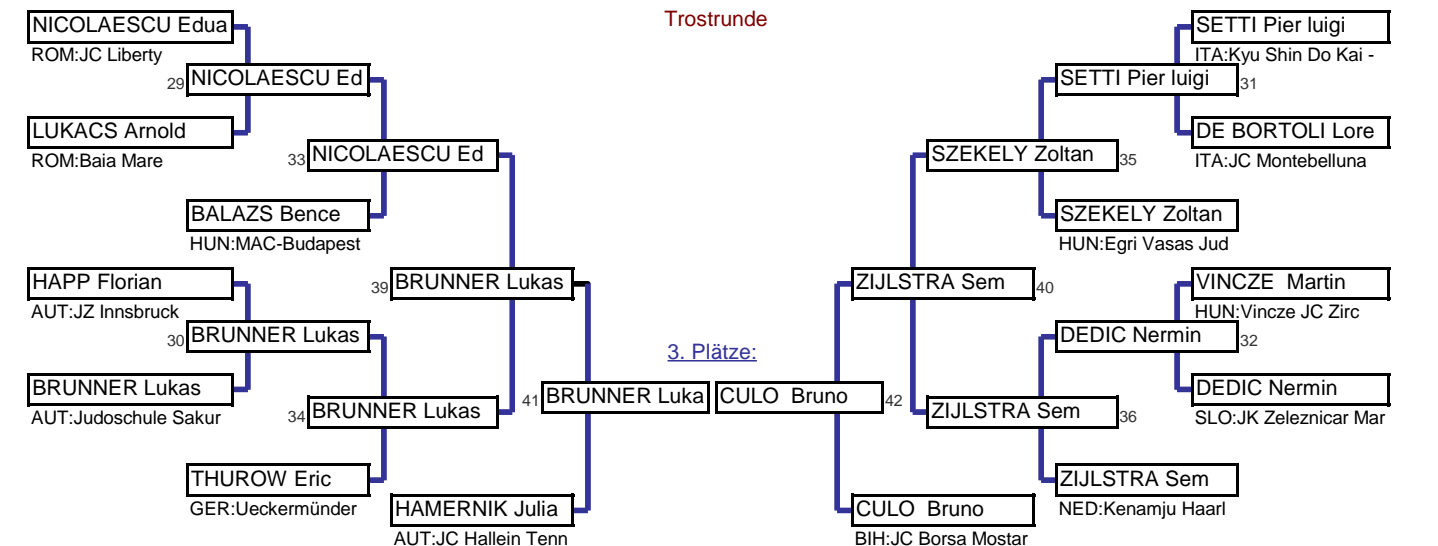 Trostrunde
NICOLAESCU Edua
ROM:JC Liberty
29 NICOLAESCU Ed
LUKACS Arnold
ROM:Baia Mare
33 NICOLAESCU Ed
BALAZS Bence
HUN:MAC-Budapest
HAPP Florian
AUT:JZ Innsbruck
39 BRUNNER Lukas
30 BRUNNER Lukas
BRUNNER Lukas
AUT:Judoschule Sakur
34 BRUNNER Lukas
THUROW Eric
GER:Ueckermünder
HAMERNIK Julia
AUT:JC Hallein Tenn
3. Plätze:
41 BRUNNER Luka
CULO  Bruno 42
SETTI Pier luigi
ITA:Kyu Shin Do Kai -
SETTI Pier luigi 31
DE BORTOLI Lore
ITA:JC Montebelluna
SZEKELY Zoltan 35
SZEKELY Zoltan
HUN:Egri Vasas Jud
ZIJLSTRA Sem 40
VINCZE  Martin
HUN:Vincze JC Zirc
DEDIC Nermin 32
DEDIC Nermin
SLO:JK Zeleznicar Mar
ZIJLSTRA Sem 36
ZIJLSTRA Sem
NED:Kenamju Haarl
CULO  Bruno
BIH:JC Borsa Mostar